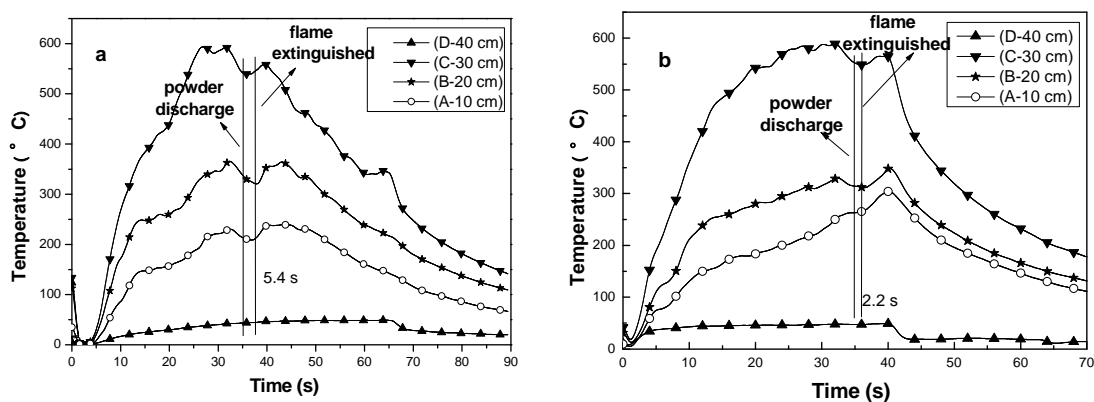 a
flame
extinguished
powder
discharge
5.4 s
(D-40 cm)
(C-30 cm)
(B-20 cm)
(A-10 cm)
Temperature ( ° C)
600
500
400
300
200
100
0
0 10 20 30 40 50 60 70 80 90
Time (s)
b
flame
extinguished
powder
discharge
2.2 s
(D-40 cm)
(C-30 cm)
(B-20 cm)
(A-10 cm)
Temperature ( ° C)
600
500
400
300
200
100
0
0 10 20 30 40 50 60 70
Time (s)